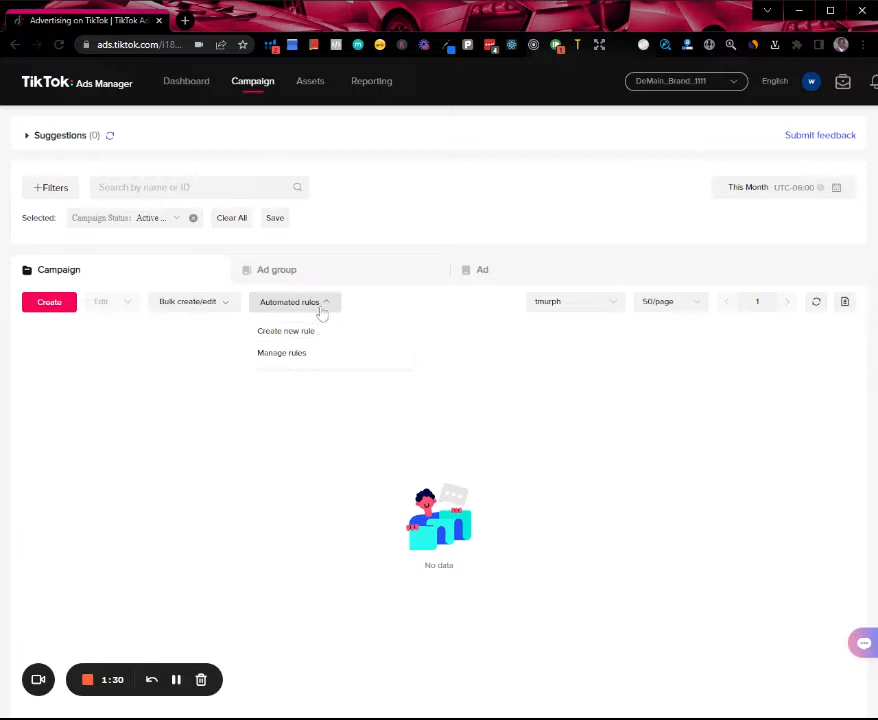 Advertising on TikTok | TikTok Ad
ads.tiktok.com/i18...
TikTok: Ads Manager
Dashboard
Campaign
Assets
Reporting
DeMain_Brand_1111
English
W
Suggestions (0)
Submit feedback
+Filters
Search by name or ID
This Month UTC-06:00
Selected:
Campaign Status: Active ...
Clear All
Save
Campaign
Ad group
Ad
Create
Edit
Bulk create/edit
Automated rules
tmurph
50/page
1
Create new rule
Manage rules
No data
1:30